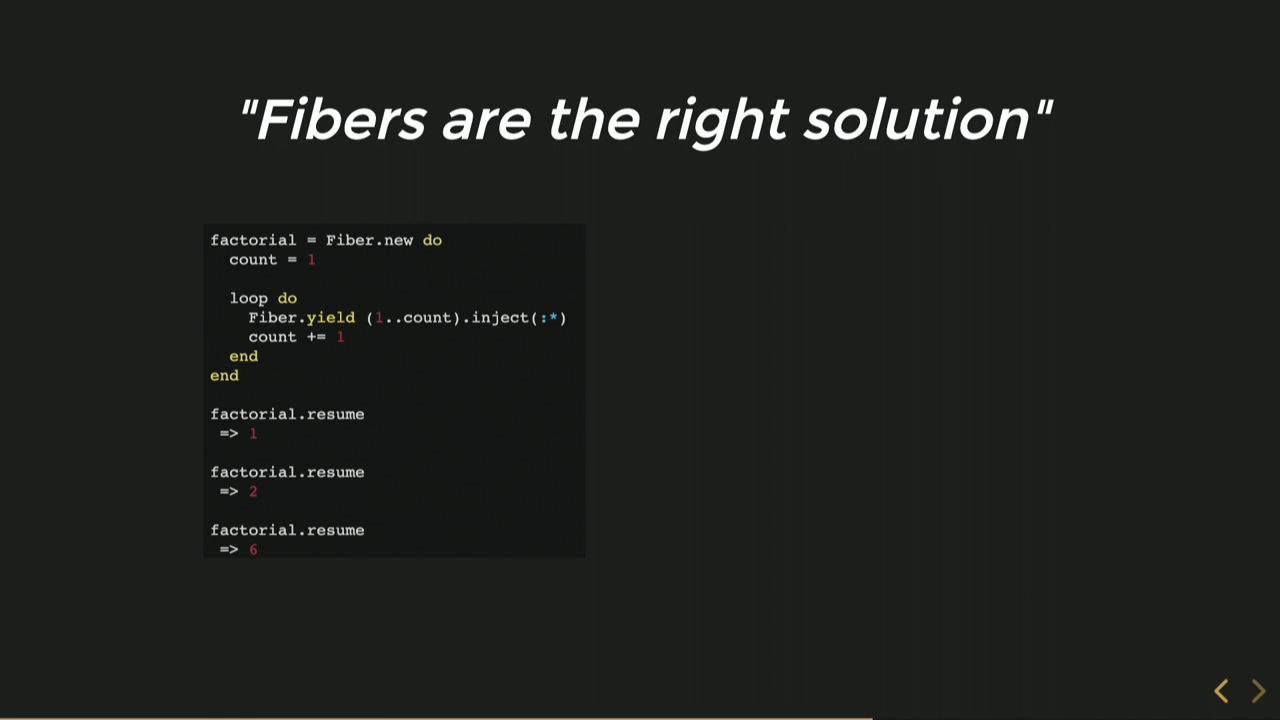 "Fibers are the right solution"
factorial = Fiber.new do
  count = 1
  loop do
    Fiber.yield (1..count).inject(:*)
    count += 1
  end
end
factorial.resume
 => 1
factorial.resume
 => 2
factorial.resume
 => 6